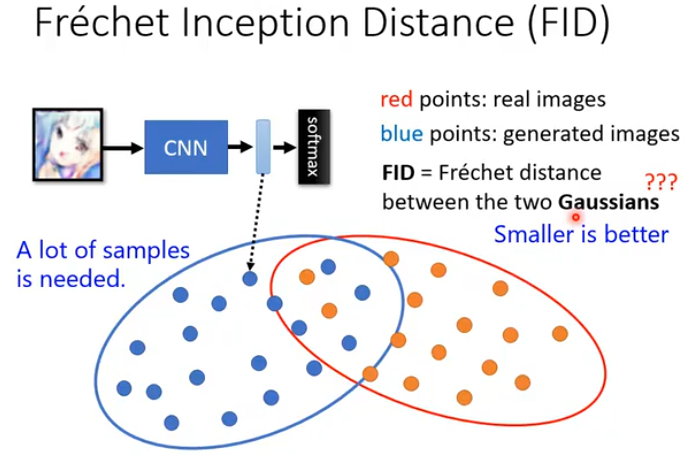 Fréchet Inception Distance (FID)
CNN
softmax
red points: real images
blue points: generated images
FID = Fréchet distance
???
between the two Gaussians
Smaller is better
A lot of samples
is needed.